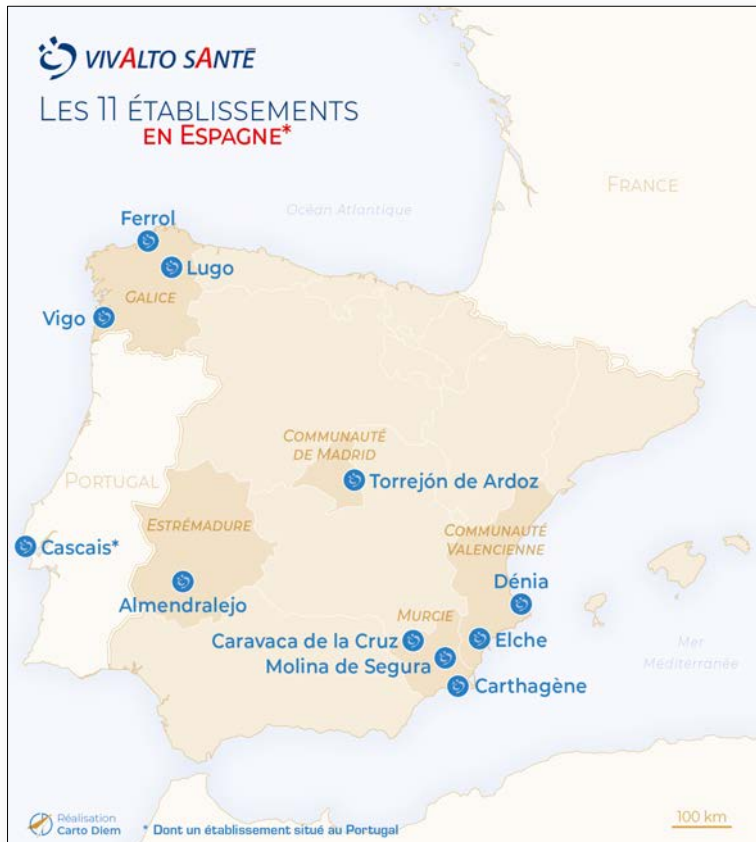 VIVALTO SANTÉ
LES 11 ÉTABLISSEMENTS
EN ESPAGNE*
FRANCE
Océan Atlantique
Ferrol
Lugo
GALICE
Vigo
COMMUNAUTÉ
DE MADRID
Torrejón de Ardoz
PORTUGAL
ESTRÉMADURE
COMMUNAUTÉ
VALENCIENNE
Cascais*
Almendralejo
Dénia
MURCIE
Caravaca de la Cruz
Elche
Molina de Segura
Mer
Méditerranée
Carthagène
Réalisation
Carto Diem
* Dont un établissement situé au Portugal
100 km